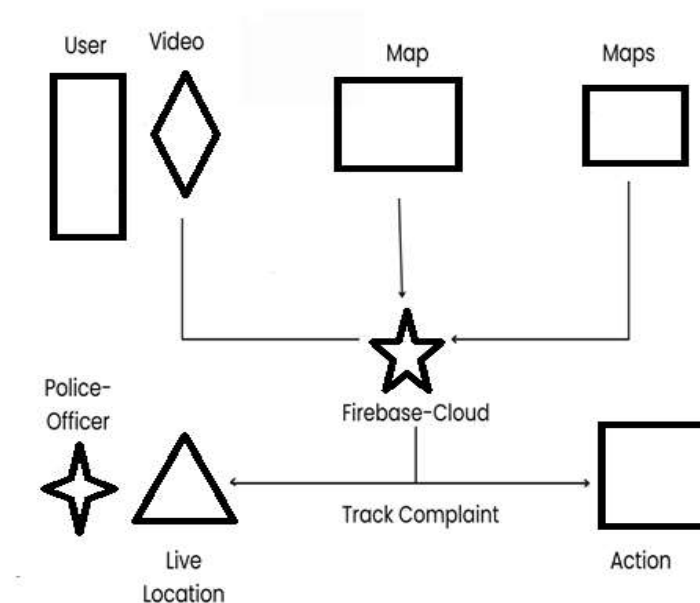 User
Video
Map
Maps
Firebase-Cloud
Police-
Officer
Track Complaint
Live
Location
Action